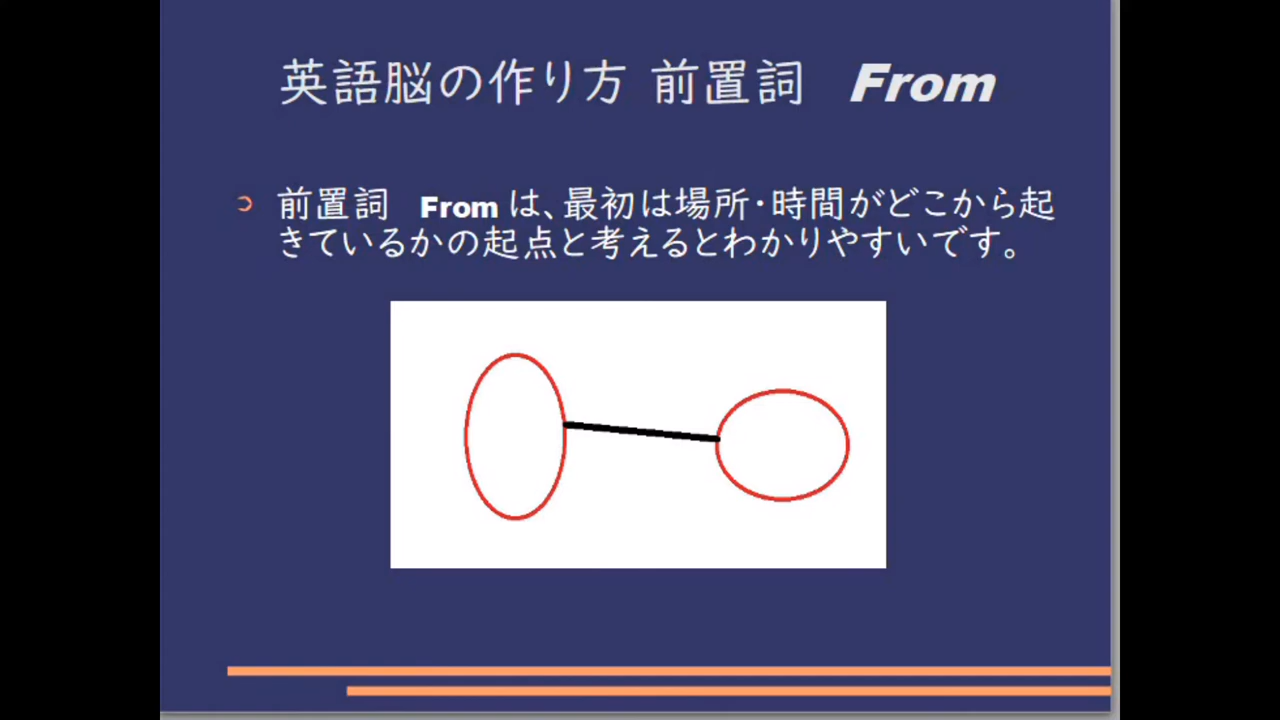 英語脳の作り方 前置詞 From
前置詞 From は、最初は場所・時間がどこから起
きているかの起点と考えるとわかりやすいです。